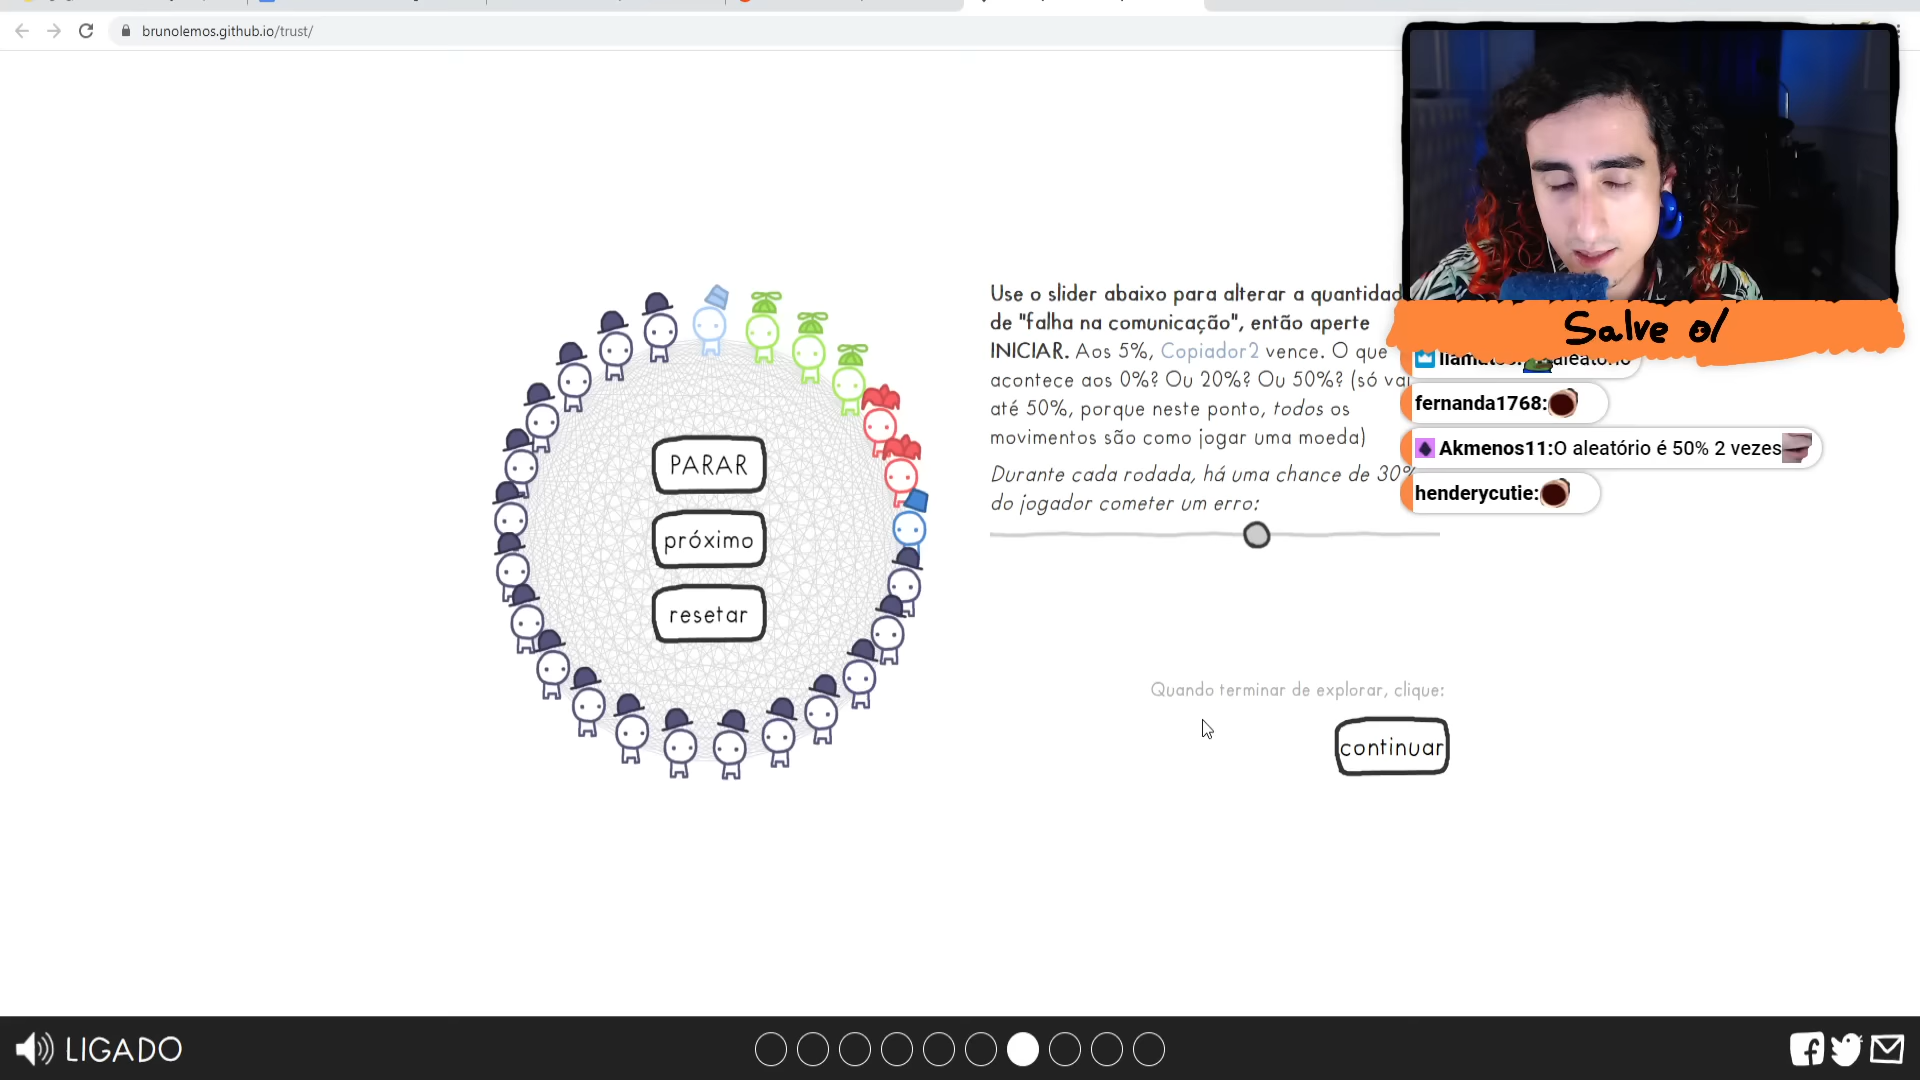 brunolemos.github.io/trust/
Use o slider abaixo para alterar a quantidad
de "falha na comunicação", então aperte
INICIAR. Aos 5%, Copiador2 vence. O que
acontece aos 0%? Ou 20%? Ou 50%? (só va
até 50%, porque neste ponto, todos os
movimentos são como jogar uma moeda)
Durante cada rodada, há uma chance de 30%
do jogador cometer um erro:
PARAR
próximo
resetar
Quando terminar de explorar, clique:
continuar
Salve o/
aleatório
fernanda1768:
Akmenos11:O aleatório é 50% 2 vezes
henderycutie:
LIGADO